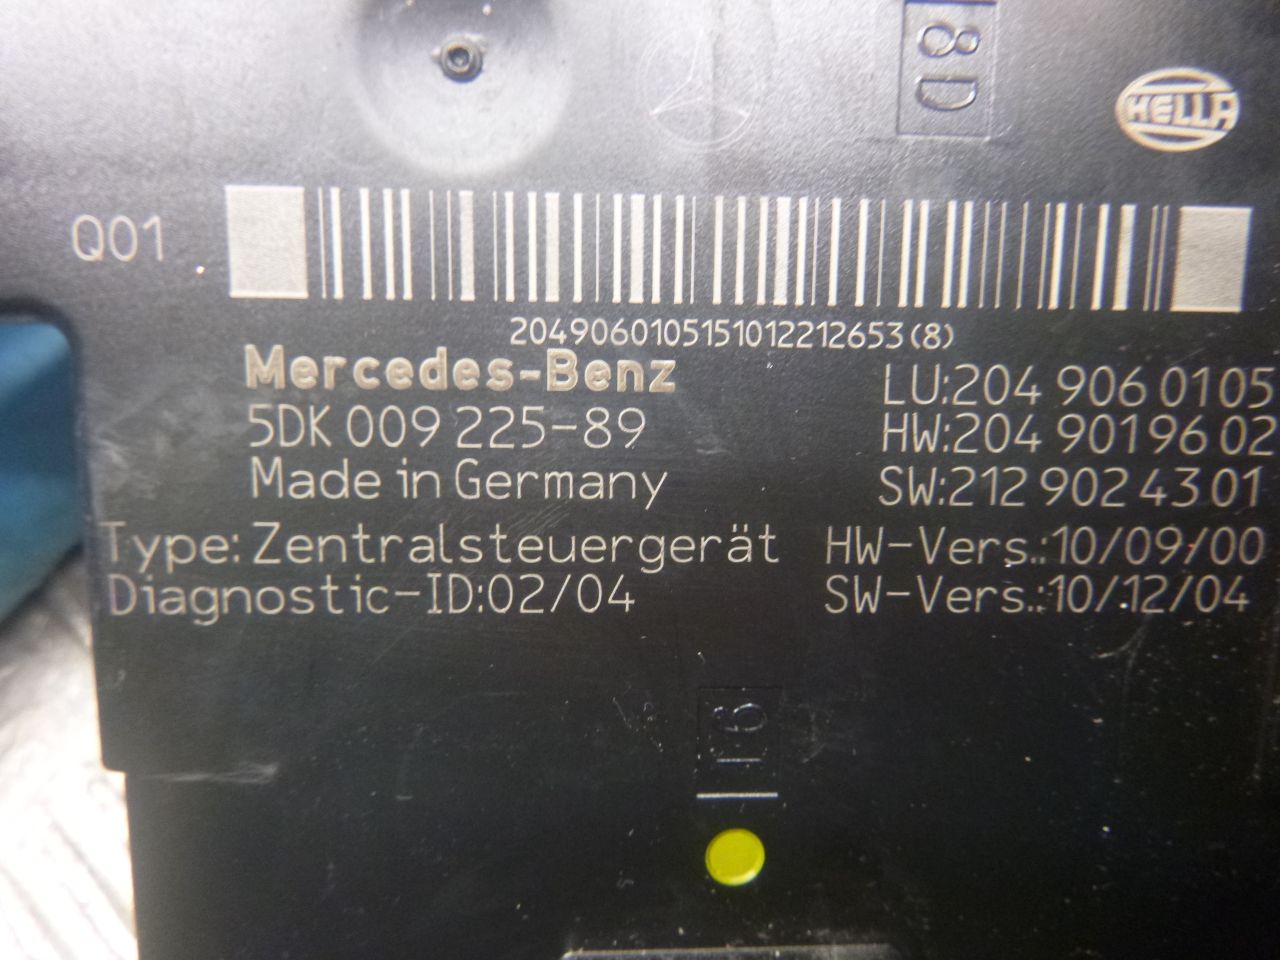 8D
HELLA
Q01
2049060105151012212653(8)
Mercedes-Benz
5DK 009 225-89
Made in Germany
LU:204 906 0105
HW:204 901 96 02
SW:212 902 43 01
Type: Zentralsteuergerät
Diagnostic-ID:02/04
HW-Vers.:10/09/00
SW-Vers.:10/12/04
16